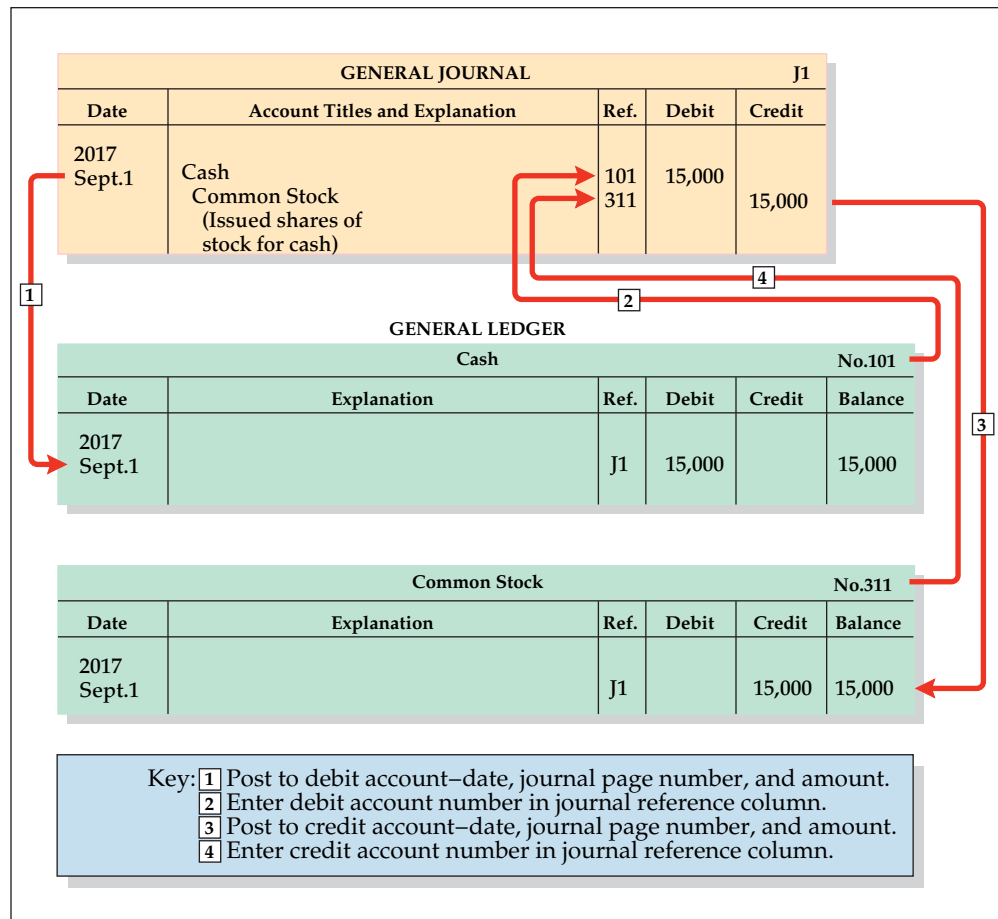 GENERAL JOURNAL J1
Date Account Titles and Explanation Ref. Debit Credit
2017
Sept.1 Cash 101 15,000
Common Stock 311 15,000
(Issued shares of
stock for cash)
1
4
2
GENERAL LEDGER
Cash No.101
Date Explanation Ref. Debit Credit Balance
3
2017
Sept.1 J1 15,000 15,000
Common Stock No.311
Date Explanation Ref. Debit Credit Balance
2017
Sept.1 J1 15,000 15,000
Key: 1 Post to debit account–date, journal page number, and amount.
2 Enter debit account number in journal reference column.
3 Post to credit account–date, journal page number, and amount.
4 Enter credit account number in journal reference column.